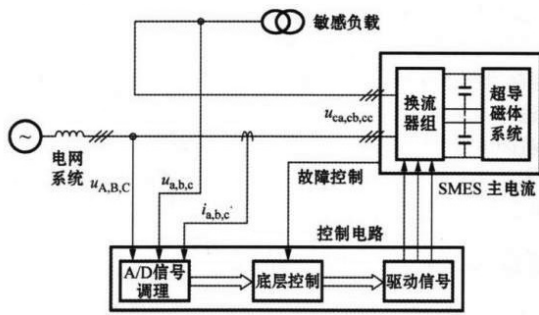 敏感负载
换流
器组
超导
磁体
系统
u_ca,cb,cc
~
电网
系统
u_A,B,C
u_a,b,c
i_a,b,c
故障控制
SMES 主电流
控制电路
A/D信号
调理
底层控制
驱动信号